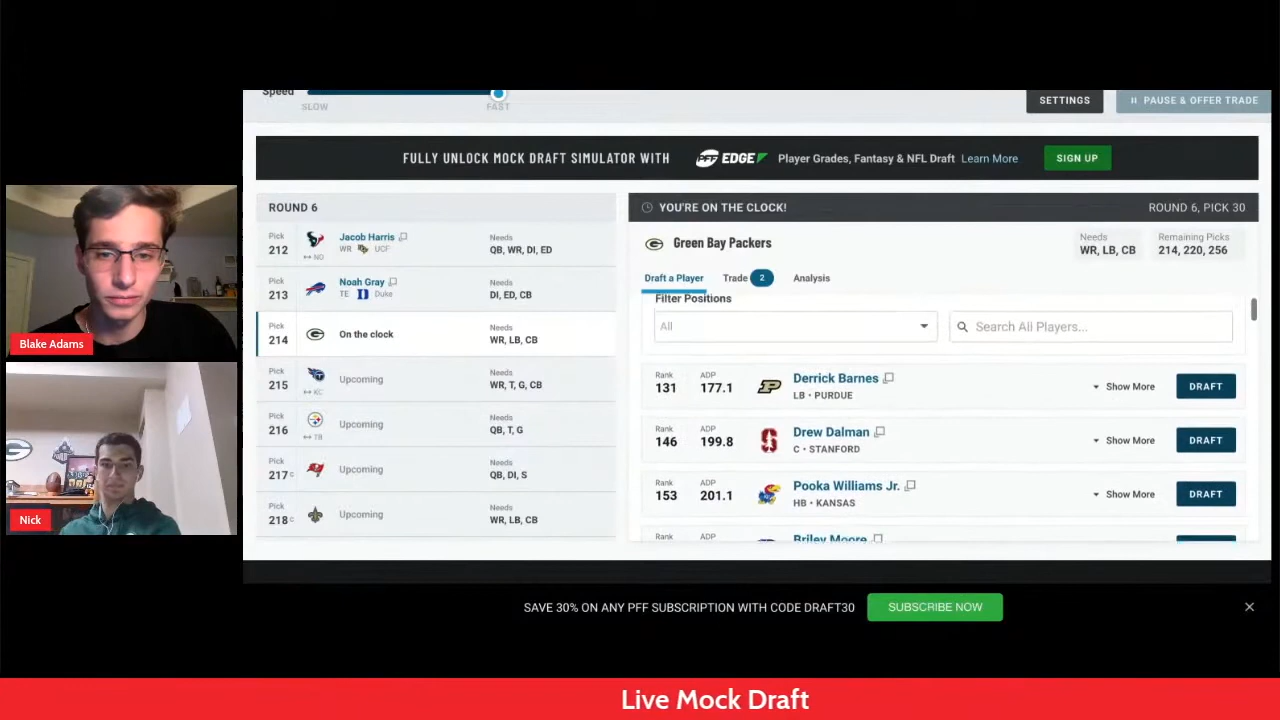 Speed
SLOW
FAST
SETTINGS
PAUSE & OFFER TRADE
FULLY UNLOCK MOCK DRAFT SIMULATOR WITH
PFF EDGE
Player Grades, Fantasy & NFL Draft Learn More
SIGN UP
ROUND 6
Pick
212
NO
Jacob Harris
WR UCF
Needs
QB, WR, DI, ED
Pick
213
Noah Gray
TE Duke
Needs
DI, ED, CB
Pick
214
On the clock
Needs
WR, LB, CB
Pick
215
KC
Upcoming
Needs
WR, T, G, CB
Pick
216
TB
Upcoming
Needs
QB, T, G
Pick
217 C
Upcoming
Needs
QB, DI, S
Pick
218 C
Upcoming
Needs
WR, LB, CB
YOU'RE ON THE CLOCK!
ROUND 6, PICK 30
Green Bay Packers
Needs
WR, LB, CB
Remaining Picks
214, 220, 256
Draft a Player
Trade 2
Analysis
Filter Positions
All
Search All Players...
Rank
131
ADP
177.1
Derrick Barnes
LB • PURDUE
Show More
DRAFT
Rank
146
ADP
199.8
Drew Dalman
C • STANFORD
Show More
DRAFT
Rank
153
ADP
201.1
Pooka Williams Jr.
HB • KANSAS
Show More
DRAFT
Rank
ADP
Briley Moore
Blake Adams
Nick
SAVE 30% ON ANY PFF SUBSCRIPTION WITH CODE DRAFT30
SUBSCRIBE NOW
Live Mock Draft